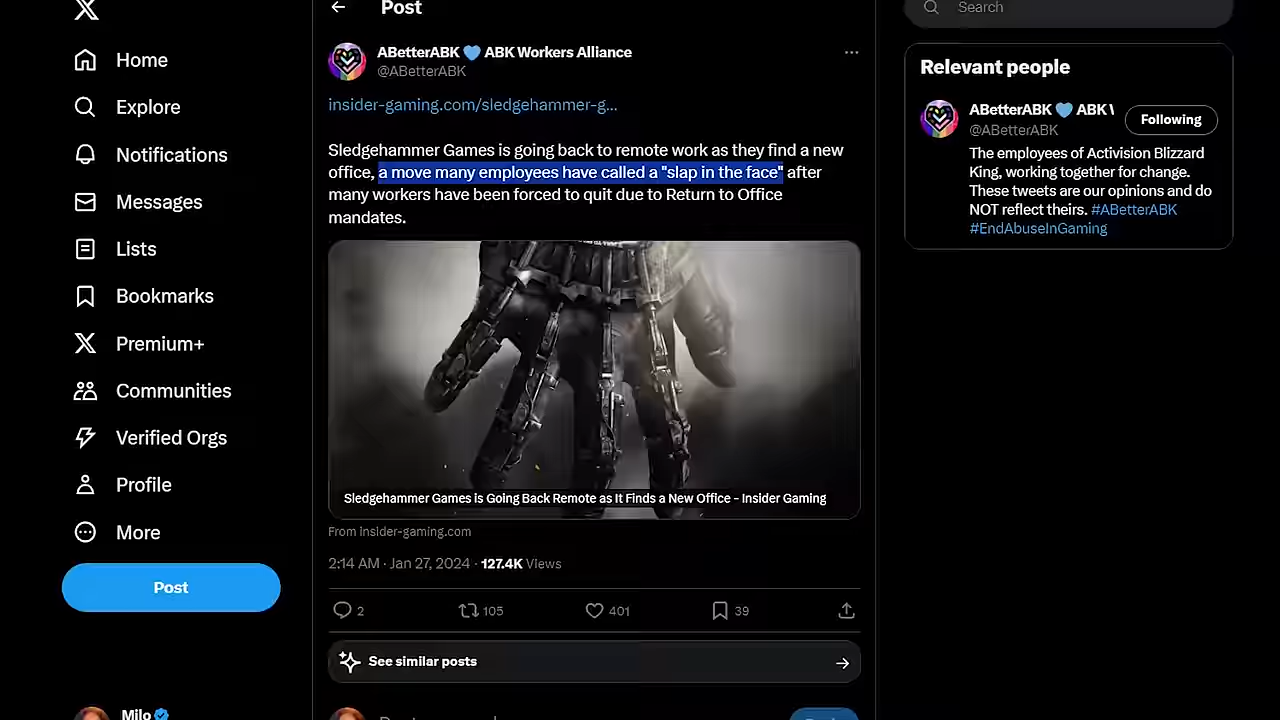 Home
Explore
Notifications
Messages
Lists
Bookmarks
Premium+
Communities
Verified Orgs
Profile
More
Post
Milo
Post
ABetterABK 💙 ABK Workers Alliance
@ABetterABK
insider-gaming.com/sledgehammer-g...
Sledgehammer Games is going back to remote work as they find a new
office, a move many employees have called a "slap in the face" after
many workers have been forced to quit due to Return to Office
mandates.
Sledgehammer Games is Going Back Remote as It Finds a New Office - Insider Gaming
From insider-gaming.com
2:14 AM · Jan 27, 2024 · 127.4K Views
2 105 401 39
See similar posts
Search
Relevant people
ABetterABK 💙 ABK
@ABetterABK
Following
The employees of Activision Blizzard
King, working together for change.
These tweets are our opinions and do
NOT reflect theirs. #ABetterABK
#EndAbuseInGaming